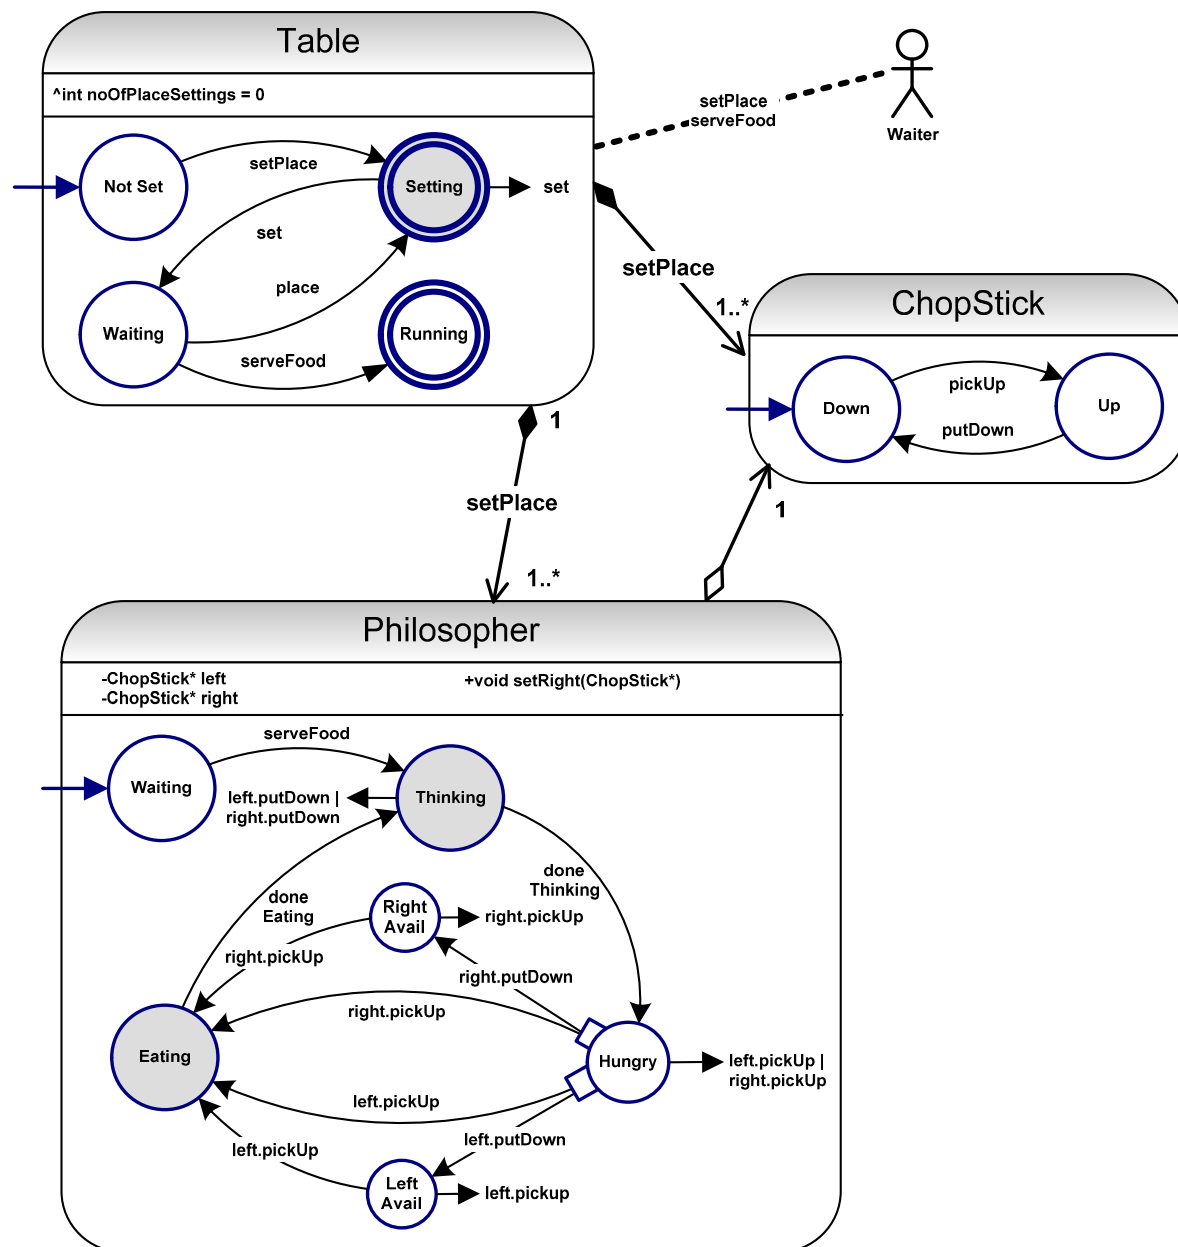 Table
^int noOfPlaceSettings = 0
Not Set
setPlace
Setting
set
set
place
Waiting
serveFood
Running
setPlace
serveFood
Waiter
setPlace
1..*
ChopStick
Down
pickUp
putDown
Up
1
setPlace
1..*
1
Philosopher
-ChopStick* left
-ChopStick* right
+void setRight(ChopStick*)
Waiting
serveFood
Thinking
left.putDown |
right.putDown
done
Thinking
done
Eating
Right
Avail
right.pickUp
right.pickUp
right.putDown
right.pickUp
Eating
Hungry
left.pickUp |
right.pickUp
left.pickUp
left.putDown
left.pickUp
Left
Avail
left.pickup